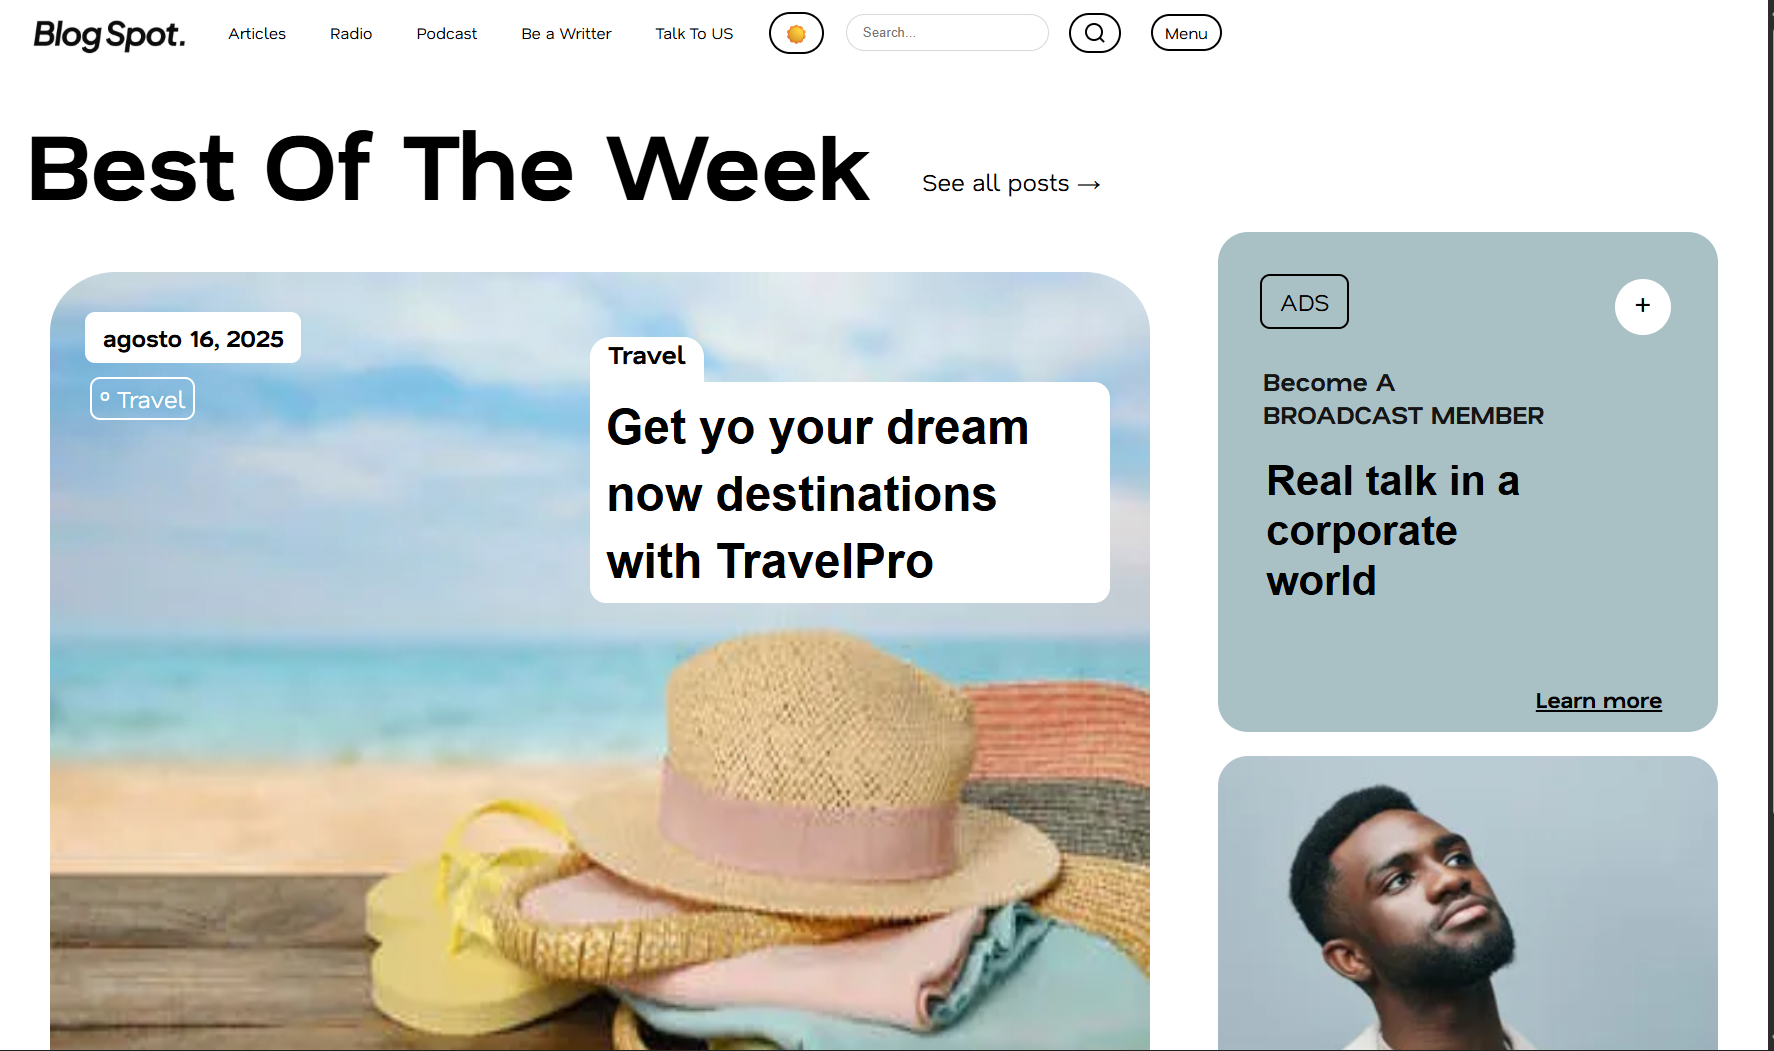 Blog Spot.
Articles
Radio
Podcast
Be a Writter
Talk To US
Search...
Menu
Best Of The Week
See all posts →
agosto 16, 2025
º Travel
Travel
Get yo your dream
now destinations
with TravelPro
ADS
+
Become A
BROADCAST MEMBER
Real talk in a
corporate
world
Learn more